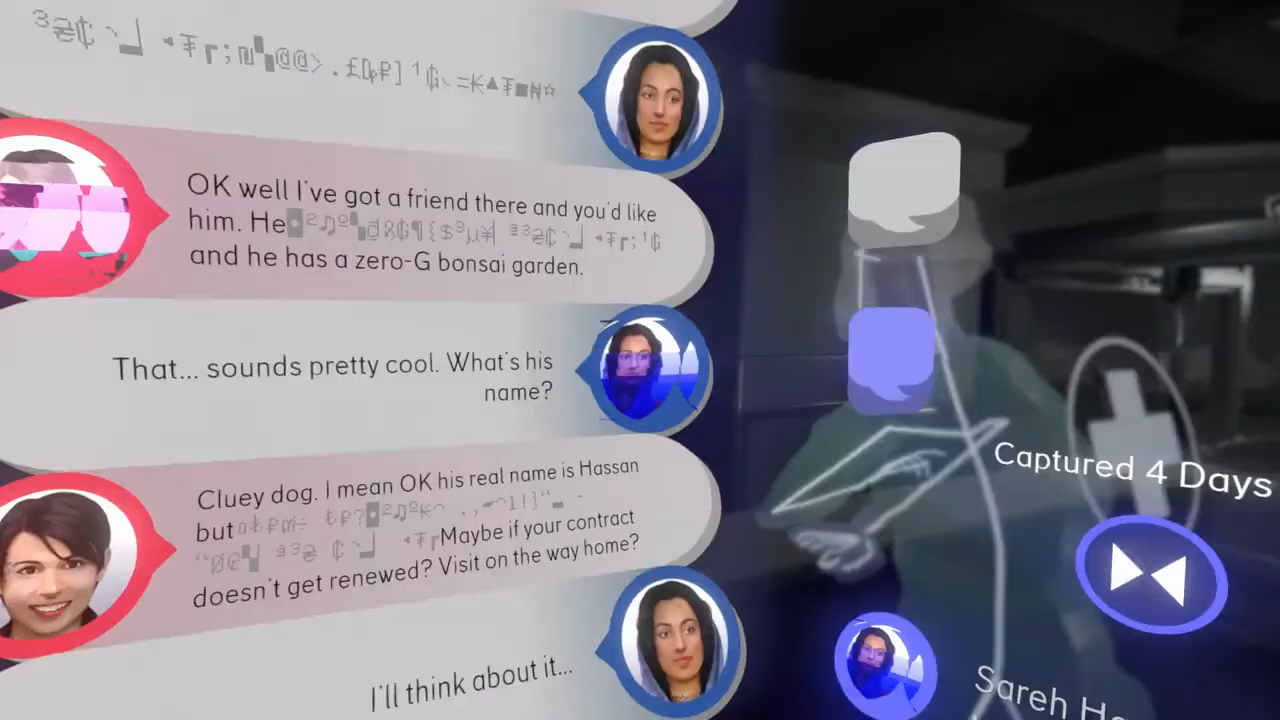 OK well I've got a friend there and you'd like
him. He
and he has a zero-G bonsai garden.
That... sounds pretty cool. What's his
name?
Cluey dog. I mean OK his real name is Hassan
but
Maybe if your contract
doesn't get renewed? Visit on the way home?
I'll think about it...
Captured 4 Days
Sareh